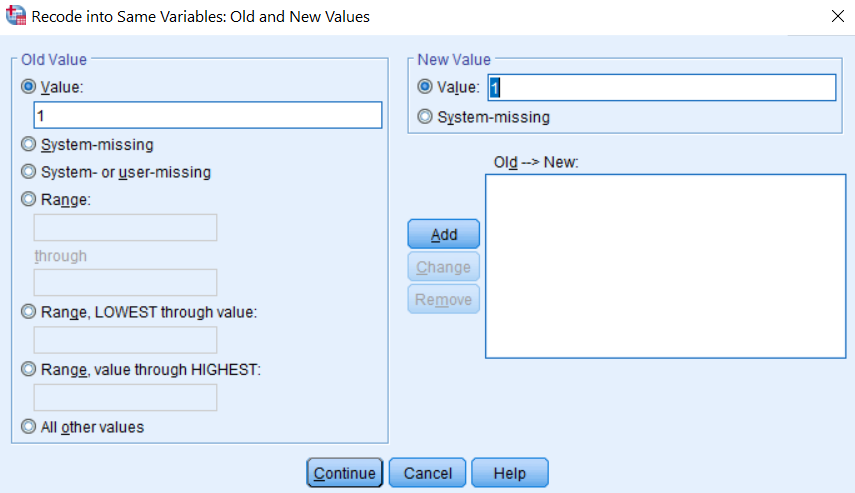 Recode into Same Variables: Old and New Values
Old Value
Value:
1
System-missing
System- or user-missing
Range:
through
Range, LOWEST through value:
Range, value through HIGHEST:
All other values
New Value
Value: 1
System-missing
Old --> New:
Add
Change
Remove
Continue Cancel Help